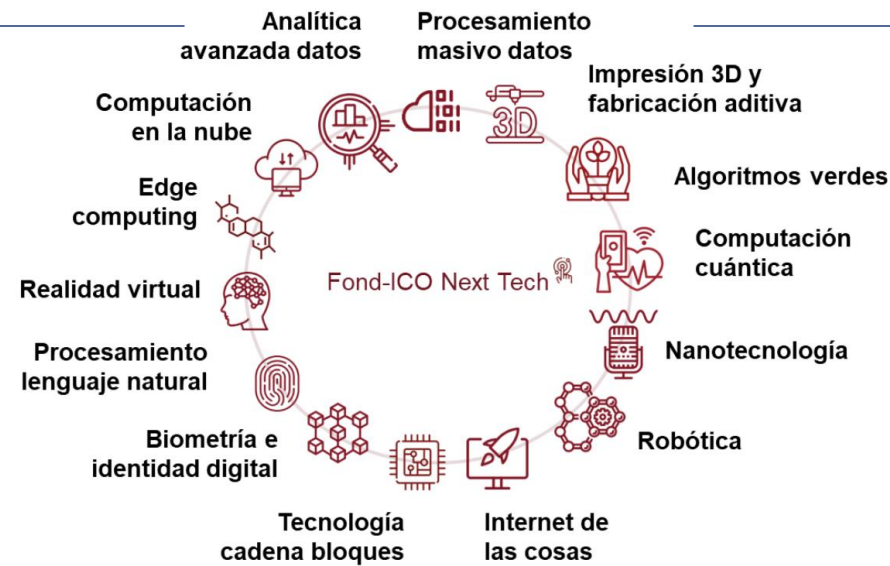 Analítica
avanzada datos
Procesamiento
masivo datos
Impresión 3D y
fabricación aditiva
3D
Computación
en la nube
Algoritmos verdes
Edge
computing
Computación
cuántica
Realidad virtual
Fond-ICO Next Tech
Nanotecnología
Procesamiento
lenguaje natural
Robótica
Biometría e
identidad digital
Tecnología
cadena bloques
Internet de
las cosas